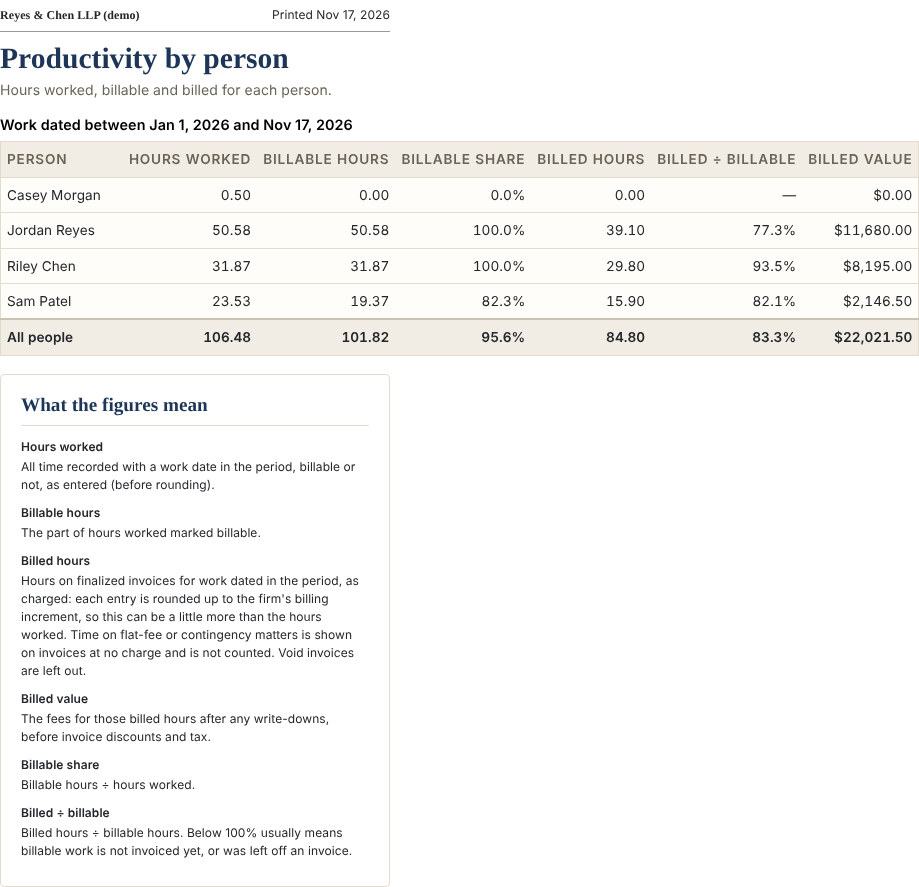 Reyes & Chen LLP (demo) Printed Nov 17, 2026
Productivity by person
Hours worked, billable and billed for each person.
Work dated between Jan 1, 2026 and Nov 17, 2026
PERSON HOURS WORKED BILLABLE HOURS BILLABLE SHARE BILLED HOURS BILLED ÷ BILLABLE BILLED VALUE
Casey Morgan 0.50 0.00 0.0% 0.00 — $0.00
Jordan Reyes 50.58 50.58 100.0% 39.10 77.3% $11,680.00
Riley Chen 31.87 31.87 100.0% 29.80 93.5% $8,195.00
Sam Patel 23.53 19.37 82.3% 15.90 82.1% $2,146.50
All people 106.48 101.82 95.6% 84.80 83.3% $22,021.50
What the figures mean
Hours worked
All time recorded with a work date in the period, billable or
not, as entered (before rounding).
Billable hours
The part of hours worked marked billable.
Billed hours
Hours on finalized invoices for work dated in the period, as
charged: each entry is rounded up to the firm's billing
increment, so this can be a little more than the hours
worked. Time on flat-fee or contingency matters is shown
on invoices at no charge and is not counted. Void invoices
are left out.
Billed value
The fees for those billed hours after any write-downs,
before invoice discounts and tax.
Billable share
Billable hours ÷ hours worked.
Billed ÷ billable
Billed hours ÷ billable hours. Below 100% usually means
billable work is not invoiced yet, or was left off an invoice.